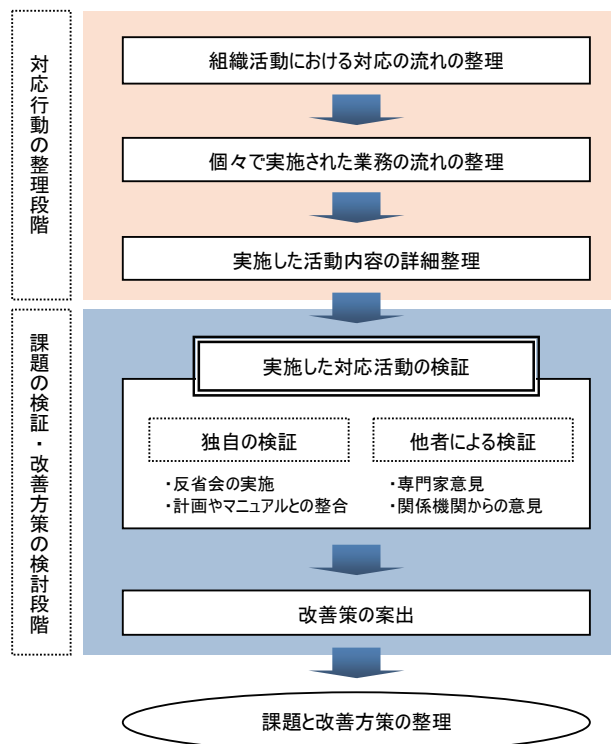 対応行動の整理段階
組織活動における対応の流れの整理
個々で実施された業務の流れの整理
実施した活動内容の詳細整理
課題の検証・改善方策の検討段階
実施した対応活動の検証
独自の検証
・反省会の実施
・計画やマニュアルとの整合
他者による検証
・専門家意見
・関係機関からの意見
改善策の案出
課題と改善方策の整理